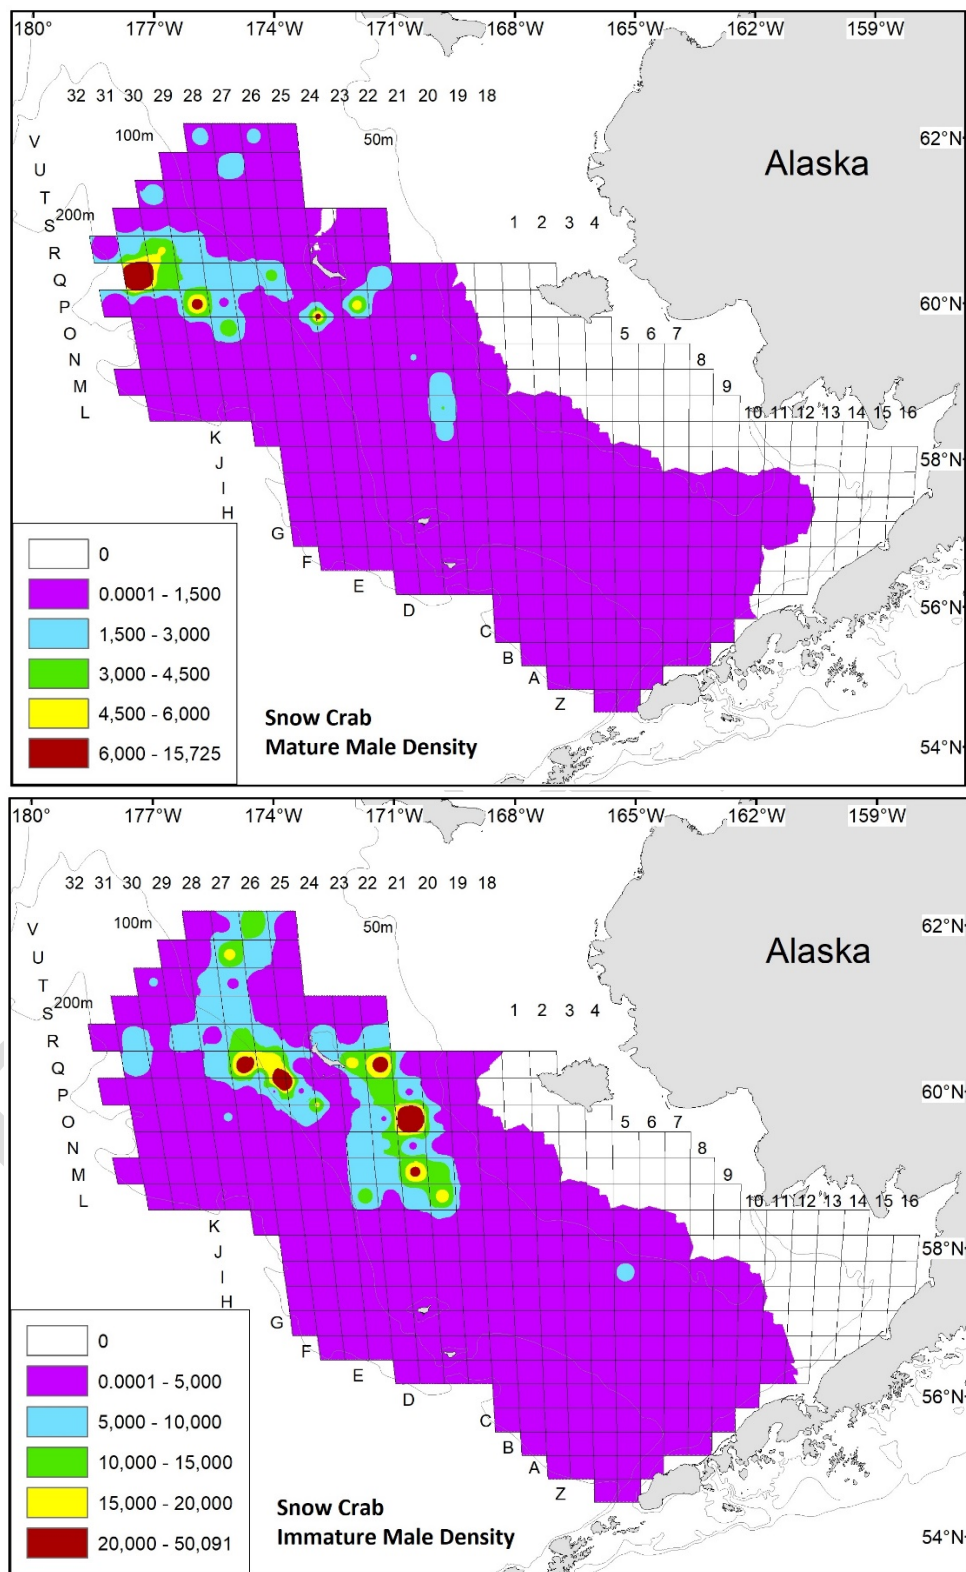 180° 177°W 174°W 171°W 168°W 165°W 162°W 159°W
32 31 30 29 28 27 26 25 24 23 22 21 20 19 18
100m
50m
62°N
V
U
T
S
200m
R
Q
P
O
N
M
L
Alaska
1 2 3 4
60°N
5 6 7
8
9
10 11 12 13 14 15 16
58°N
K
J
I
H
G
F
E
D
C
B
A
Z
56°N
54°N
0
0.0001 - 1,500
1,500 - 3,000
3,000 - 4,500
4,500 - 6,000
6,000 - 15,725
Snow Crab
Mature Male Density
180° 177°W 174°W 171°W 168°W 165°W 162°W 159°W
32 31 30 29 28 27 26 25 24 23 22 21 20 19 18
100m
50m
62°N
V
U
T
S
200m
R
Q
P
O
N
M
L
Alaska
1 2 3 4
60°N
5 6 7
8
9
10 11 12 13 14 15 16
58°N
K
J
I
H
G
F
E
D
C
B
A
Z
56°N
54°N
0
0.0001 - 5,000
5,000 - 10,000
10,000 - 15,000
15,000 - 20,000
20,000 - 50,091
Snow Crab
Immature Male Density